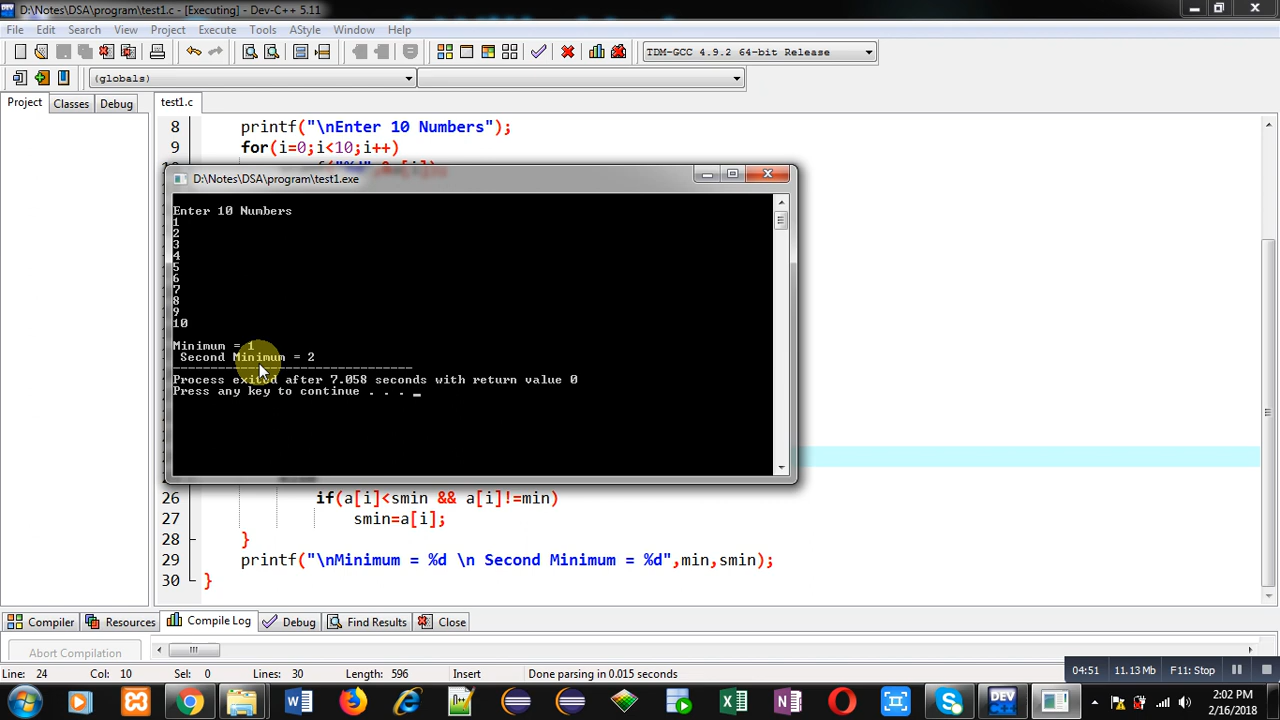 D:\Notes\DSA\program\test1.c - [Executing] - Dev-C++ 5.11
File Edit Search View Project Execute Tools AStyle Window Help
TDM-GCC 4.9.2 64-bit Release
(globals)
Project Classes Debug test1.c
8 printf("\nEnter 10 Numbers");
9 for(i=0;i<10;i++)
D:\Notes\DSA\program\test1.exe
Enter 10 Numbers
1
2
3
4
5
6
7
8
9
10
Minimum = 1
Second Minimum = 2
--------------------------------
Process exited after 7.058 seconds with return value 0
Press any key to continue . . . _
26 if(a[i]<smin && a[i]!=min)
27 smin=a[i];
28 }
29 printf("\nMinimum = %d \n Second Minimum = %d",min,smin);
30 }
Compiler Resources Compile Log Debug Find Results Close
Abort Compilation
Line: 24 Col: 10 Sel: 0 Lines: 30 Length: 596 Insert Done parsing in 0.015 seconds
04:51 11.13 Mb F11: Stop
DEV
2:02 PM
2/16/2018